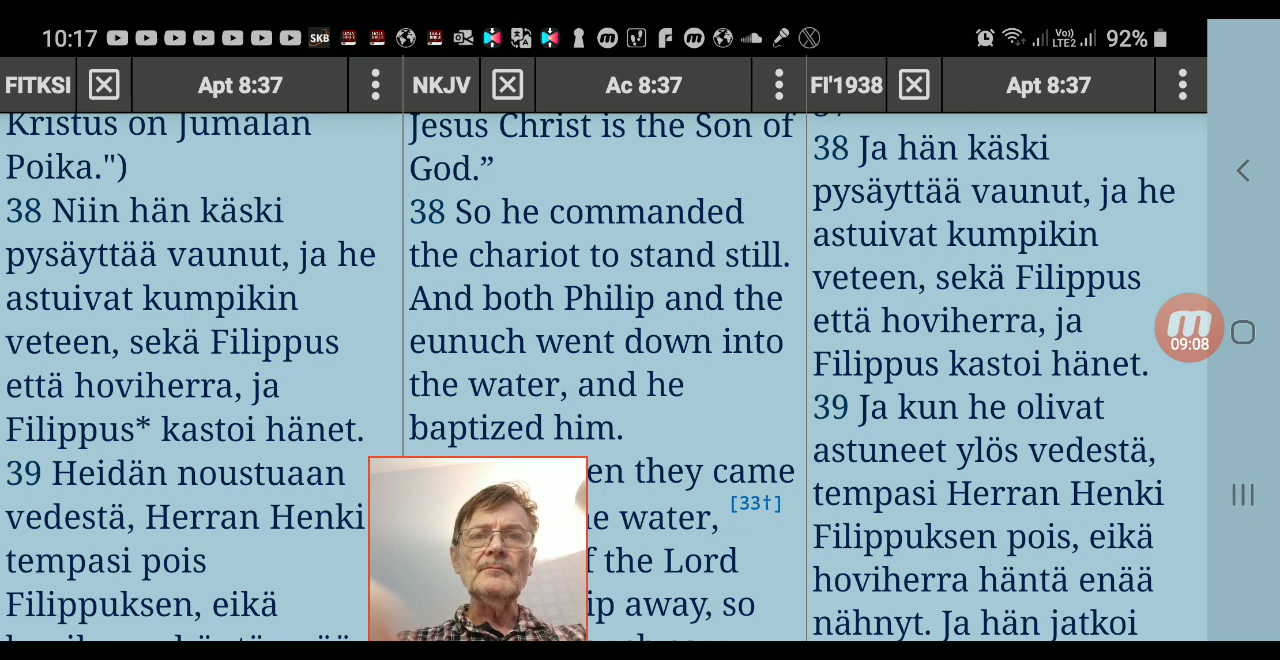 10:17
SKB
Vo))
LTE2
92%
FITKSI
Apt 8:37
NKJV
Ac 8:37
FI'1938
Apt 8:37
Kristus on Jumalan
Poika.")
38 Niin hän käski
pysäyttää vaunut, ja he
astuivat kumpikin
veteen, sekä Filippus
että hoviherra, ja
Filippus* kastoi hänet.
39 Heidän noustuaan
vedestä, Herran Henki
tempasi pois
Filippuksen, eikä
Jesus Christ is the Son of
God.”
38 So he commanded
the chariot to stand still.
And both Philip and the
eunuch went down into
the water, and he
baptized him.
en they came
e water, [33†]
f the Lord
ip away, so
38 Ja hän käski
pysäyttää vaunut, ja he
astuivat kumpikin
veteen, sekä Filippus
että hoviherra, ja
Filippus kastoi hänet.
39 Ja kun he olivat
astuneet ylös vedestä,
tempasi Herran Henki
Filippuksen pois, eikä
hoviherra häntä enää
nähnyt. Ja hän jatkoi
09:08